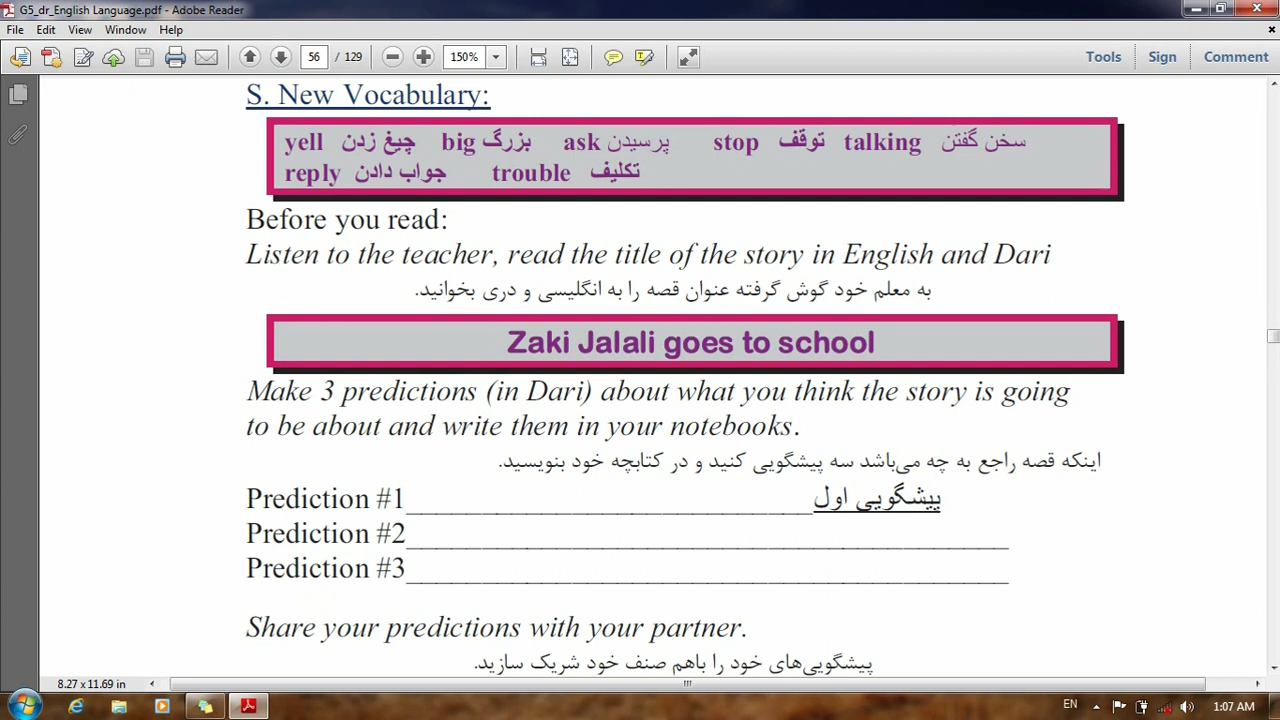 G5_dr_English Language.pdf - Adobe Reader
File Edit View Window Help
56 / 129 150% Tools Sign Comment
S. New Vocabulary:
yell چیغ زدن big بزرگ ask پرسیدن stop توقف talking سخن گفتن
reply جواب دادن trouble تکلیف
Before you read:
Listen to the teacher, read the title of the story in English and Dari
به معلم خود گوش گرفته عنوان قصه را به انگلیسی و دری بخوانید.
Zaki Jalali goes to school
Make 3 predictions (in Dari) about what you think the story is going
to be about and write them in your notebooks.
اینکه قصه راجع به چه می‌باشد سه پیشگویی کنید و در کتابچه خود بنویسید.
Prediction #1___________________________پیشگویی اول
Prediction #2________________________________________
Prediction #3________________________________________
Share your predictions with your partner.
پیشگویی‌های خود را باهم صنف خود شریک سازید.
8.27 x 11.69 in
EN 1:07 AM